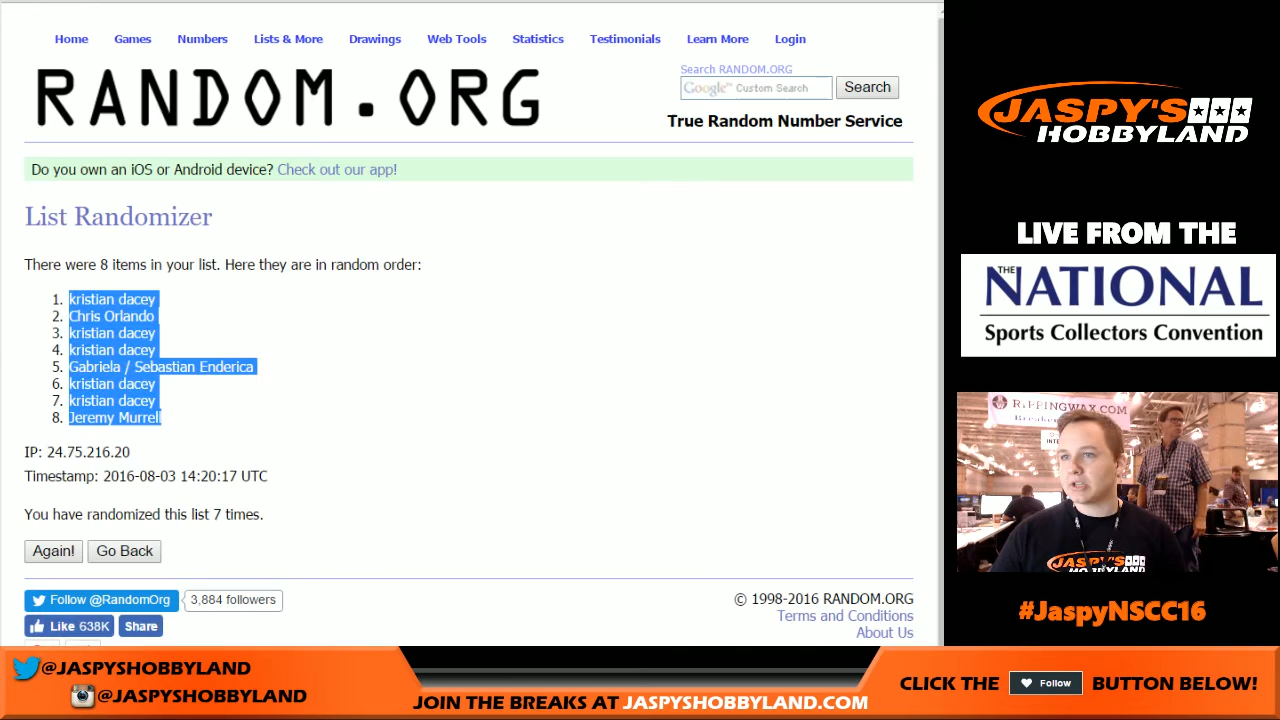 Home Games Numbers Lists & More Drawings Web Tools Statistics Testimonials Learn More Login
RANDOM.ORG
Search RANDOM.ORG
Google™ Custom Search
Search
True Random Number Service
Do you own an iOS or Android device? Check out our app!
List Randomizer
There were 8 items in your list. Here they are in random order:
1. kristian dacey
2. Chris Orlando
3. kristian dacey
4. kristian dacey
5. Gabriela / Sebastian Enderica
6. kristian dacey
7. kristian dacey
8. Jeremy Murrell
IP: 24.75.216.20
Timestamp: 2016-08-03 14:20:17 UTC
You have randomized this list 7 times.
Again! Go Back
Follow @RandomOrg 3,884 followers
Like 638K Share
© 1998-2016 RANDOM.ORG
Terms and Conditions
About Us
JASPY'S
HOBBYLAND
LIVE FROM THE
THE NATIONAL
Sports Collectors Convention
RIPPINGWAX.COM
JASPY'S
HOBBYLAND
#JaspyNSCC16
@JASPYSHOBBYLAND
@JASPYSHOBBYLAND
JOIN THE BREAKS AT JASPYSHOBBYLAND.COM
CLICK THE Follow BUTTON BELOW!